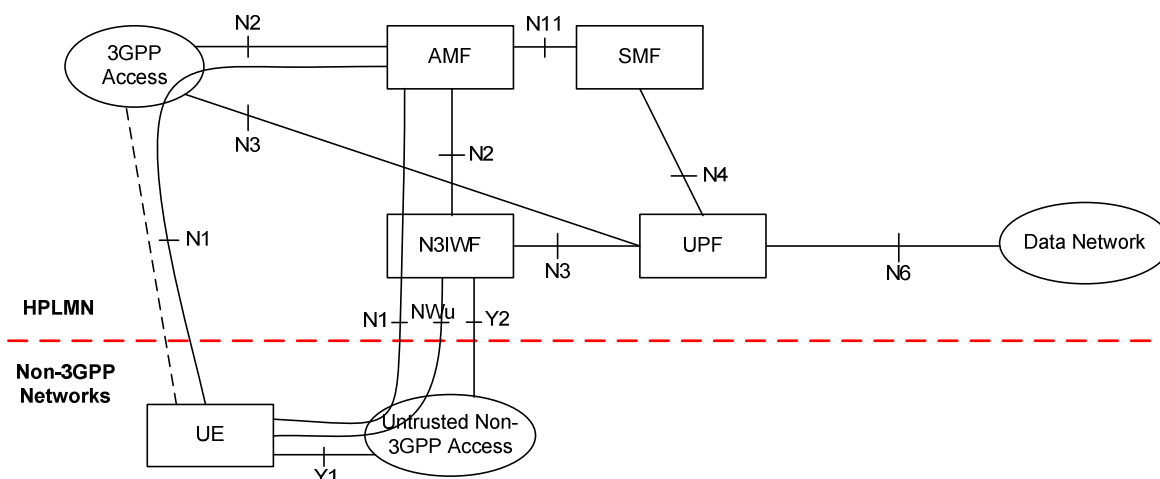 N2
N11
3GPP
Access
AMF
SMF
N3
N2
N4
N1
N3IWF
UPF
Data Network
N3
N6
HPLMN
N1
NWu
Y2
Non-3GPP
Networks
UE
Untrusted Non-
3GPP Access
Y1